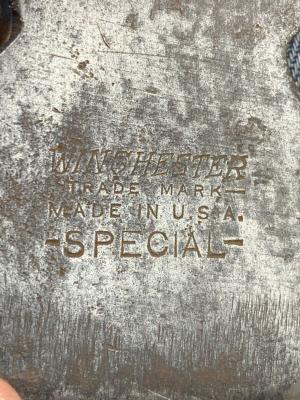 WINCHESTER
TRADE MARK—
MADE IN U.S.A.
-SPECIAL-